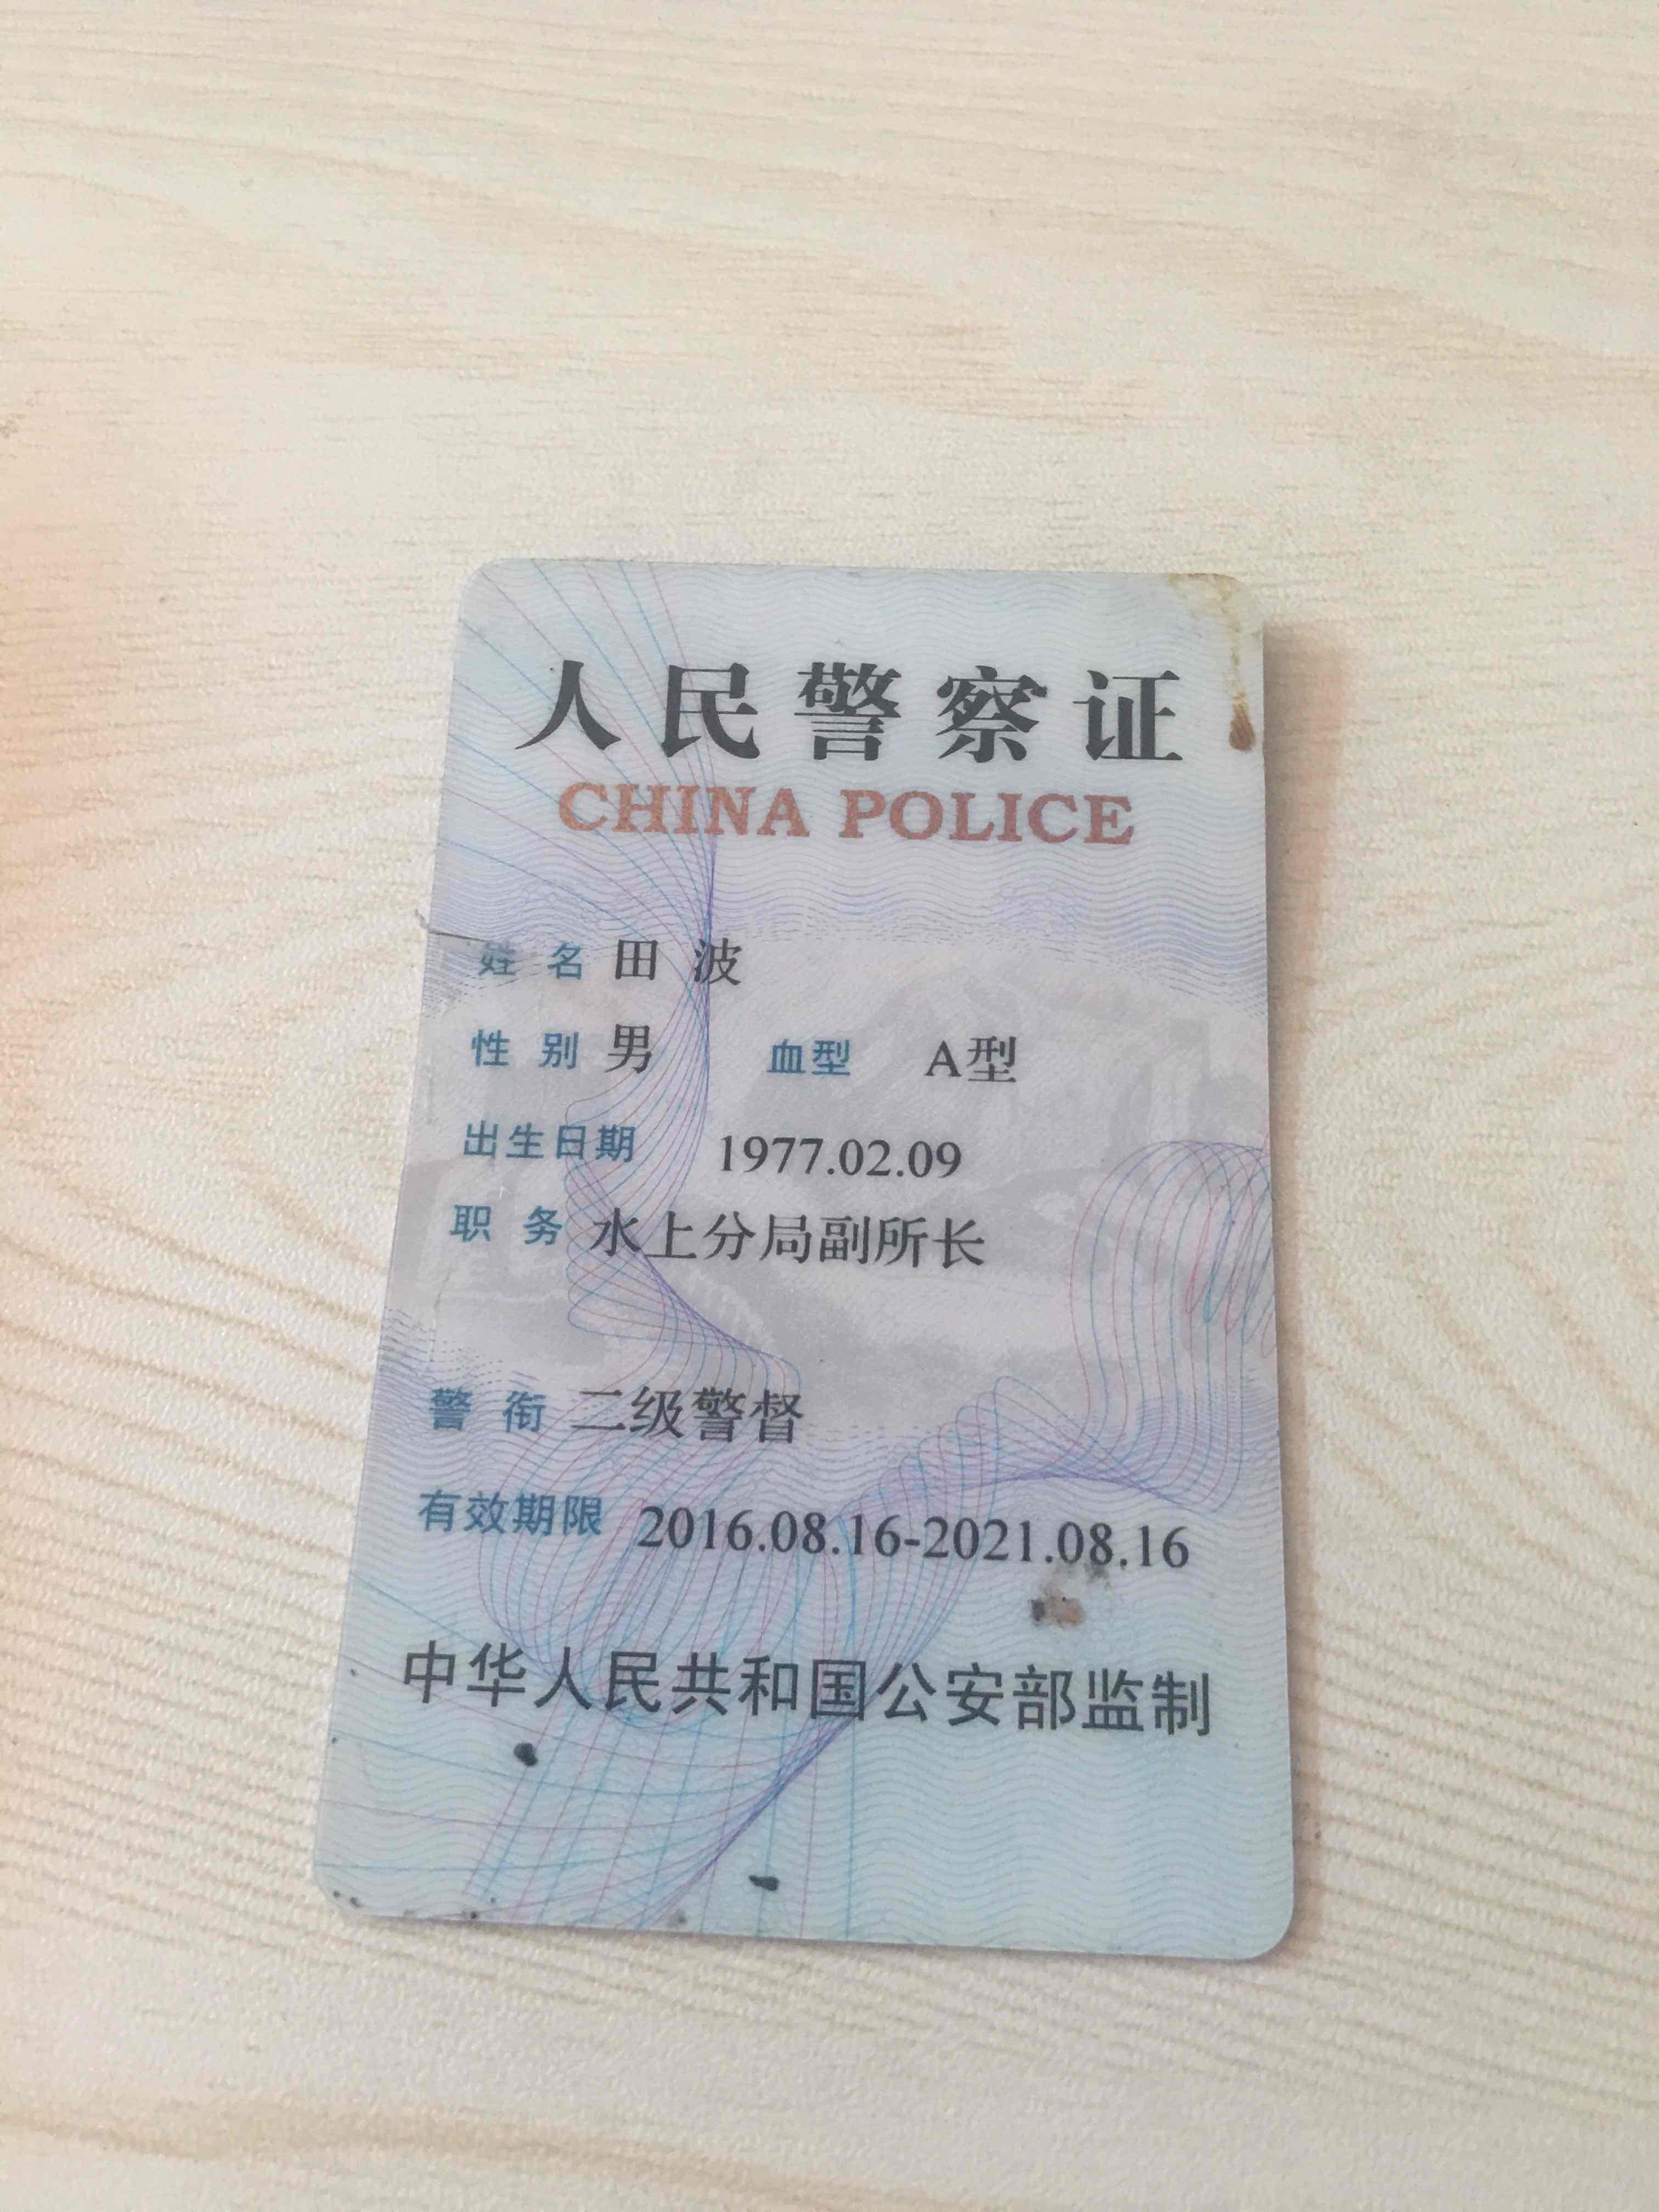 人民警察证
CHINA POLICE
姓名 田波
性别 男 血型 A型
出生日期 1977.02.09
职务 水上分局副所长
警衔 二级警督
有效期限 2016.08.16-2021.08.16
中华人民共和国公安部监制